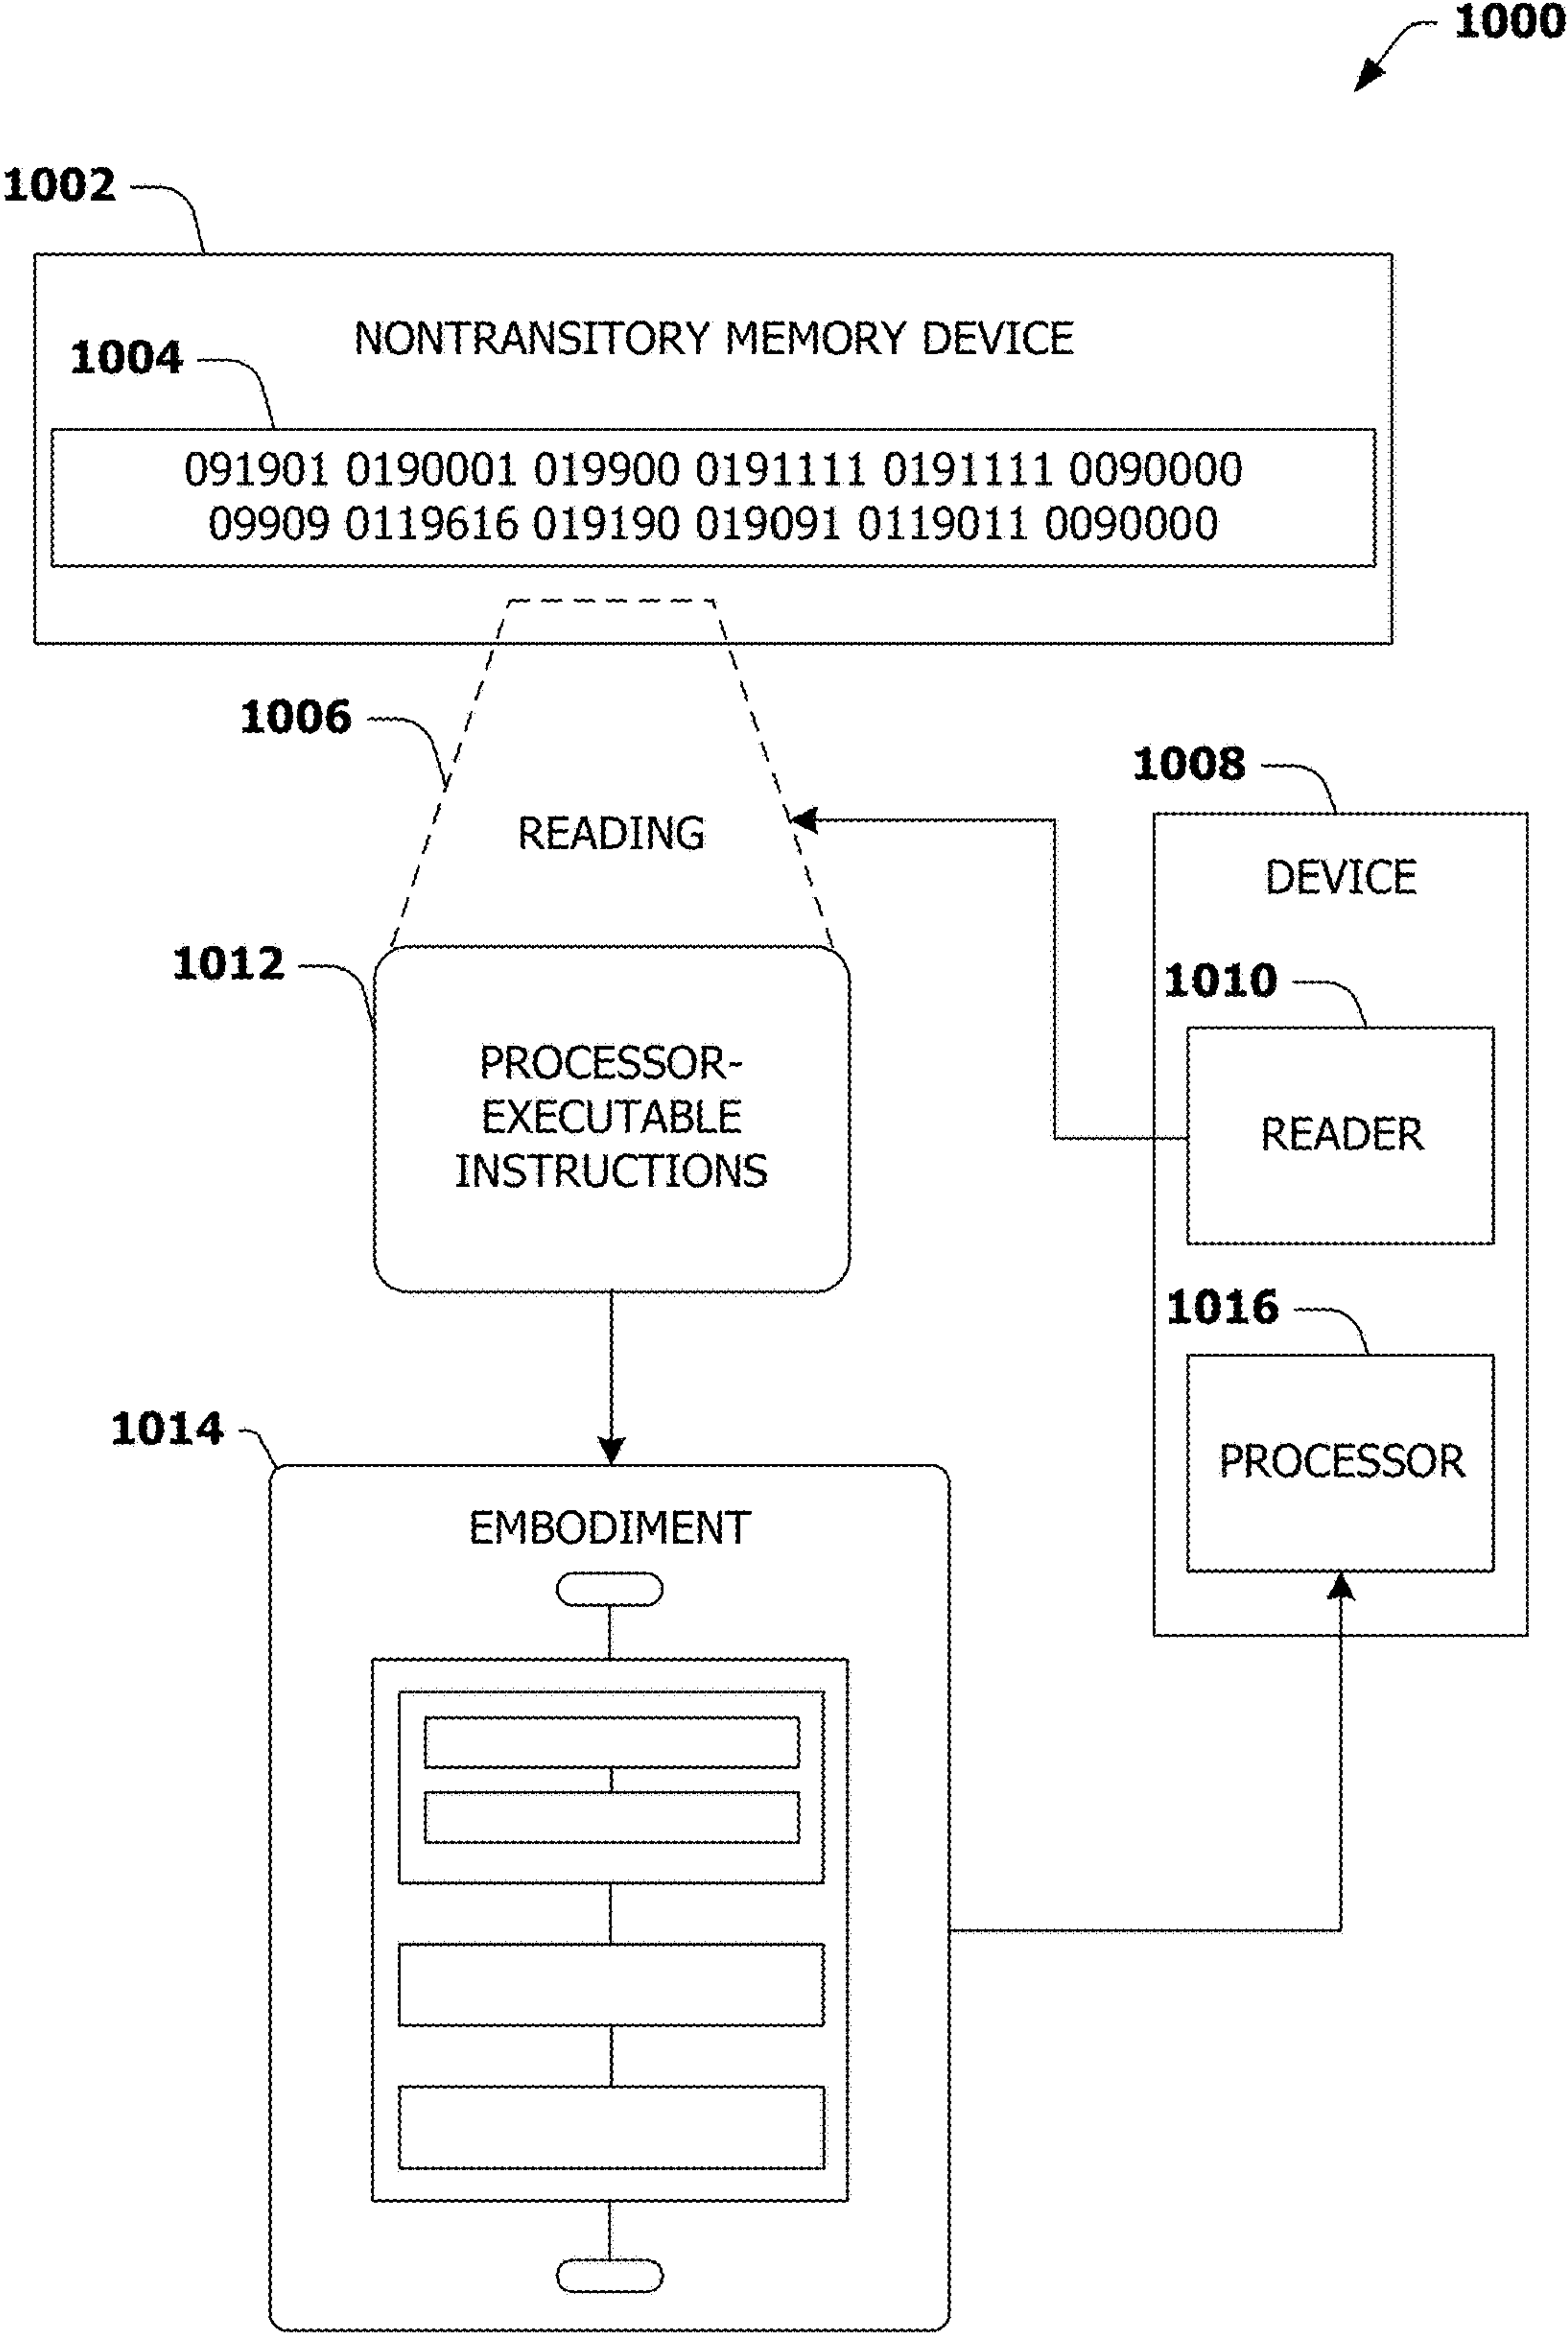 1000
1002
NONTRANSITORY MEMORY DEVICE
1004
091901 0190001 019900 0191111 0191111 0090000
09909 0119616 019190 019091 0119011 0090000
1006
READING
1008
DEVICE
1012
PROCESSOR-
EXECUTABLE
INSTRUCTIONS
1010
READER
1016
PROCESSOR
1014
EMBODIMENT